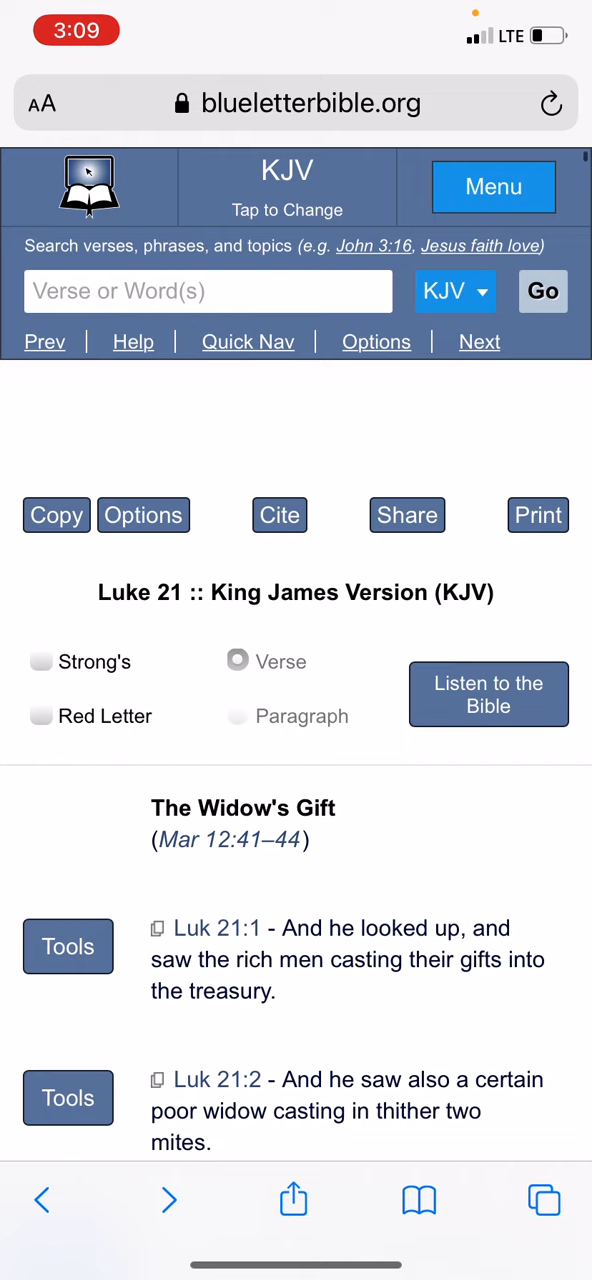 3:09
LTE
AA
blueletterbible.org
KJV
Tap to Change
Menu
Search verses, phrases, and topics (e.g. John 3:16, Jesus faith love)
Verse or Word(s)
KJV
Go
Prev | Help | Quick Nav | Options | Next
Copy
Options
Cite
Share
Print
Luke 21 :: King James Version (KJV)
Strong's
Verse
Red Letter
Paragraph
Listen to the
Bible
The Widow's Gift
(Mar 12:41–44)
Tools
Luk 21:1 - And he looked up, and
saw the rich men casting their gifts into
the treasury.
Tools
Luk 21:2 - And he saw also a certain
poor widow casting in thither two
mites.